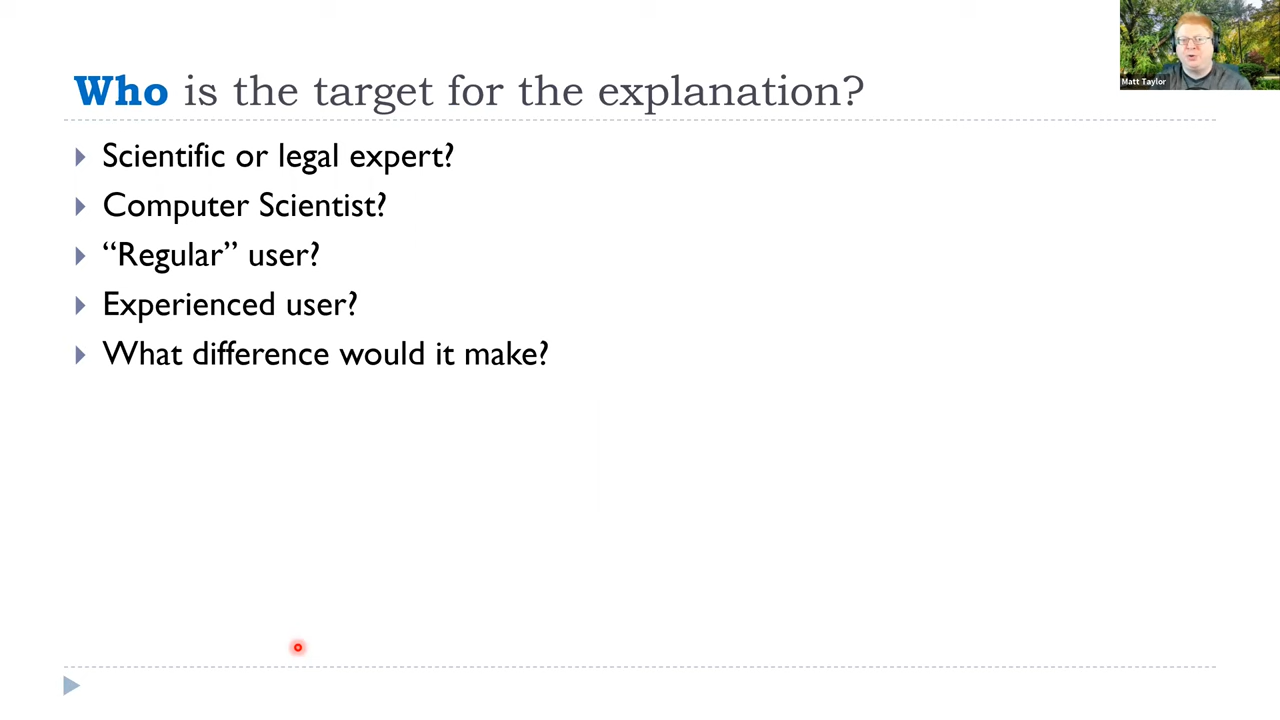 Matt Taylor
Who is the target for the explanation?
Scientific or legal expert?
Computer Scientist?
“Regular” user?
Experienced user?
What difference would it make?